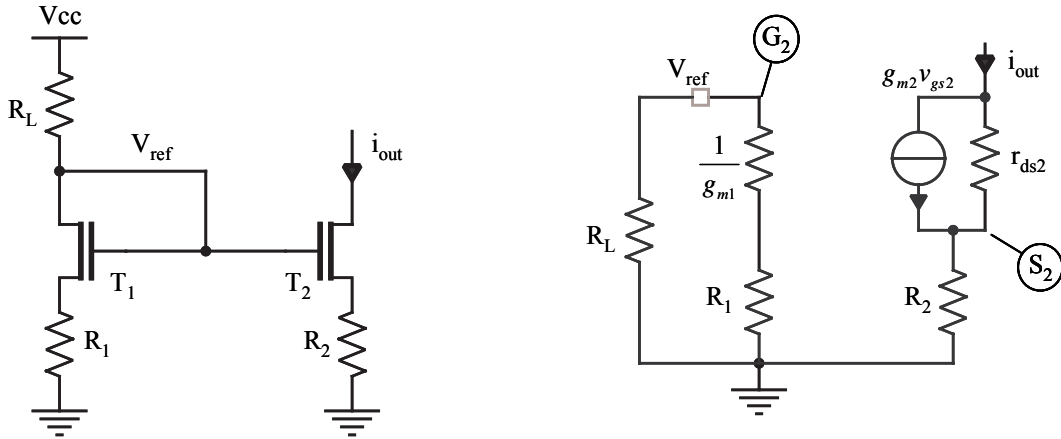 Vcc
R_L
V_ref
i_out
T_1
T_2
R_1
R_2
G_2
V_ref
g_m2 v_gs2
i_out
1
g_m1
r_ds2
R_L
S_2
R_1
R_2